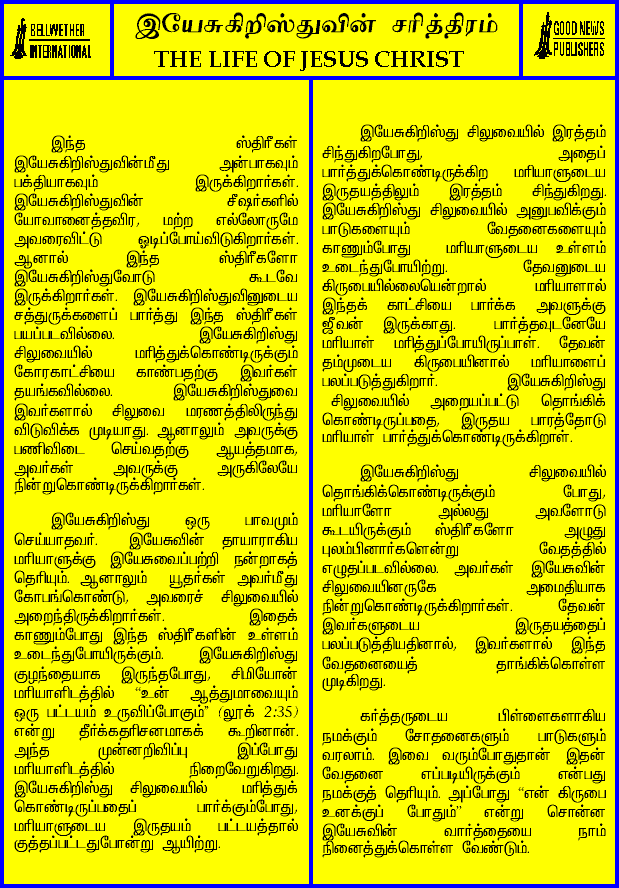 BELLWETHER
INTERNATIONAL
இயேசுகிறிஸ்துவின் சரித்திரம்
THE LIFE OF JESUS CHRIST
GOOD NEWS
PUBLISHERS
இந்த ஸ்திரீகள்
இயேசுகிறிஸ்துவின்மீது அன்பாகவும்
பக்தியாகவும் இருக்கிறார்கள்.
இயேசுகிறிஸ்துவின் சீஷர்களில்
யோவானைத்தவிர, மற்ற எல்லோருமே
அவரைவிட்டு ஓடிப்போய்விடுகிறார்கள்.
ஆனால் இந்த ஸ்திரீகளோ
இயேசுகிறிஸ்துவோடு கூடவே
இருக்கிறார்கள். இயேசுகிறிஸ்துவினுடைய
சத்துருக்களைப் பார்த்து இந்த ஸ்திரீகள்
பயப்படவில்லை. இயேசுகிறிஸ்து
சிலுவையில் மரித்துக்கொண்டிருக்கும்
கோரகாட்சியை காண்பதற்கு இவர்கள்
தயங்கவில்லை. இயேசுகிறிஸ்துவை
இவர்களால் சிலுவை மரணத்திலிருந்து
விடுவிக்க முடியாது. ஆனாலும் அவருக்கு
பணிவிடை செய்வதற்கு ஆயத்தமாக,
அவர்கள் அவருக்கு அருகிலேயே
நின்றுகொண்டிருக்கிறார்கள்.
இயேசுகிறிஸ்து ஒரு பாவமும்
செய்யாதவர். இயேசுவின் தாயாராகிய
மரியாளுக்கு இயேசுவைப்பற்றி நன்றாகத்
தெரியும். ஆனாலும் யூதர்கள் அவர்மீது
கோபங்கொண்டு, அவரைச் சிலுவையில்
அறைந்திருக்கிறார்கள். இதைக்
காணும்போது இந்த ஸ்திரீகளின் உள்ளம்
உடைந்துபோயிருக்கும். இயேசுகிறிஸ்து
குழந்தையாக இருந்தபோது, சிமியோன்
மரியாளிடத்தில் “உன் ஆத்துமாவையும்
ஒரு பட்டயம் உருவிப்போகும்” (லூக் 2:35)
என்று தீர்க்கதரிசனமாகக் கூறினான்.
அந்த முன்னறிவிப்பு இப்போது
மரியாளிடத்தில் நிறைவேறுகிறது.
இயேசுகிறிஸ்து சிலுவையில் மரித்துக்
கொண்டிருப்பதைப் பார்க்கும்போது,
மரியாளுடைய இருதயம் பட்டயத்தால்
குத்தப்பட்டதுபோன்று ஆயிற்று.
இயேசுகிறிஸ்து சிலுவையில் இரத்தம்
சிந்துகிறபோது, அதைப்
பார்த்துக்கொண்டிருக்கிற மரியாளுடைய
இருதயத்திலும் இரத்தம் சிந்துகிறது.
இயேசுகிறிஸ்து சிலுவையில் அனுபவிக்கும்
பாடுகளையும் வேதனைகளையும்
காணும்போது மரியாளுடைய உள்ளம்
உடைந்துபோயிற்று. தேவனுடைய
கிருபையில்லையென்றால் மரியாளால்
இந்தக் காட்சியை பார்க்க அவளுக்கு
ஜீவன் இருக்காது. பார்த்தவுடனேயே
மரியாள் மரித்துப்போயிருப்பாள். தேவன்
தம்முடைய கிருபையினால் மரியாளைப்
பலப்படுத்துகிறார். இயேசுகிறிஸ்து
சிலுவையில் அறையப்பட்டு தொங்கிக்
கொண்டிருப்பதை, இருதய பாரத்தோடு
மரியாள் பார்த்துக்கொண்டிருக்கிறாள்.
இயேசுகிறிஸ்து சிலுவையில்
தொங்கிக்கொண்டிருக்கும் போது,
மரியாளோ அல்லது அவளோடு
கூடயிருக்கும் ஸ்திரீகளோ அழுது
புலம்பினார்களென்று வேதத்தில்
எழுதப்படவில்லை. அவர்கள் இயேசுவின்
சிலுவையினருகே அமைதியாக
நின்றுகொண்டிருக்கிறார்கள். தேவன்
இவர்களுடைய இருதயத்தைப்
பலப்படுத்தியதினால், இவர்களால் இந்த
வேதனையைத் தாங்கிக்கொள்ள
முடிகிறது.
கர்த்தருடைய பிள்ளைகளாகிய
நமக்கும் சோதனைகளும் பாடுகளும்
வரலாம். இவை வரும்போதுதான் இதன்
வேதனை எப்படியிருக்கும் என்பது
நமக்குத் தெரியும். அப்போது “என் கிருபை
உனக்குப் போதும்” என்று சொன்ன
இயேசுவின் வார்த்தையை நாம்
நினைத்துக்கொள்ள வேண்டும்.